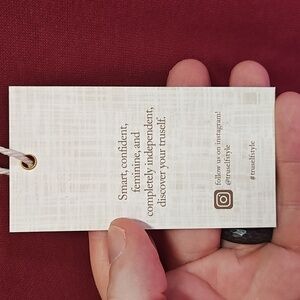 Smart, confident,
feminine, and
completely independent,
discover your truself.
follow us on instagram!
@truselfstyle
#truselfstyle